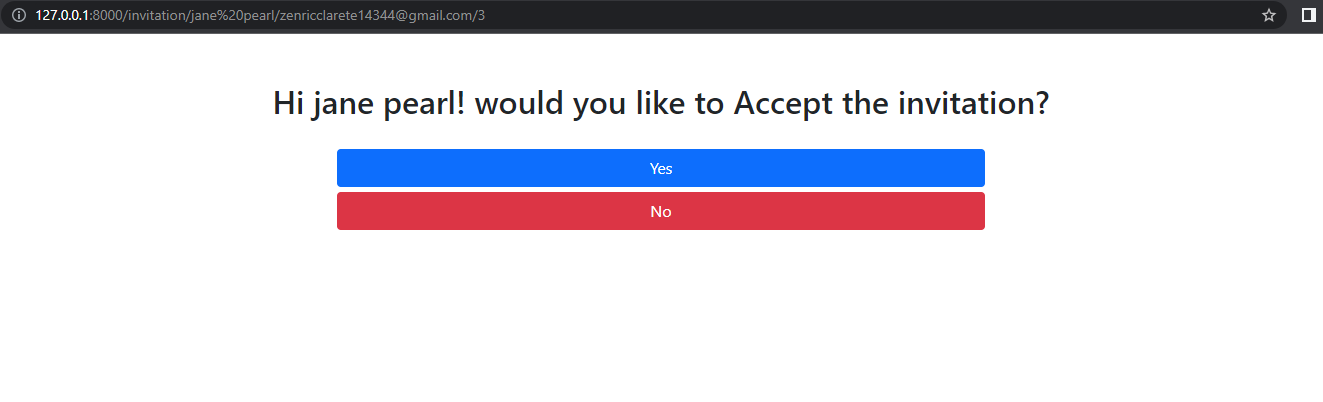 127.0.0.1:8000/invitation/jane%20pearl/zenricclarete14344@gmail.com/3
Hi jane pearl! would you like to Accept the invitation?
Yes
No